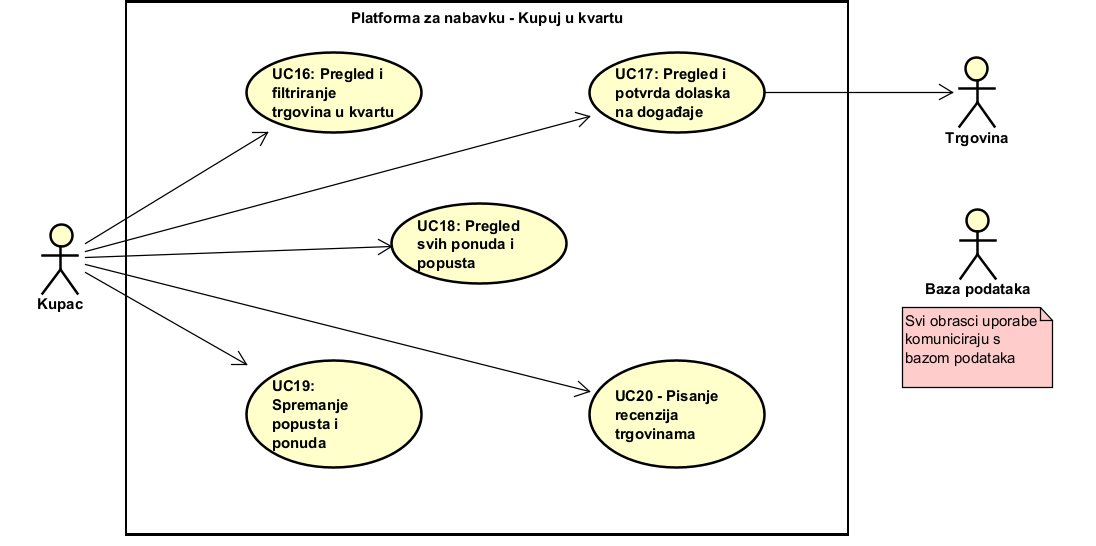 Platforma za nabavku - Kupuj u kvartu
UC16: Pregled i
filtriranje
trgovina u kvartu
UC17: Pregled i
potvrda dolaska
na događaje
Trgovina
UC18: Pregled
svih ponuda i
popusta
Kupac
Baza podataka
Svi obrasci uporabe
komuniciraju s
bazom podataka
UC19:
Spremanje
popusta i
ponuda
UC20 - Pisanje
recenzija
trgovinama